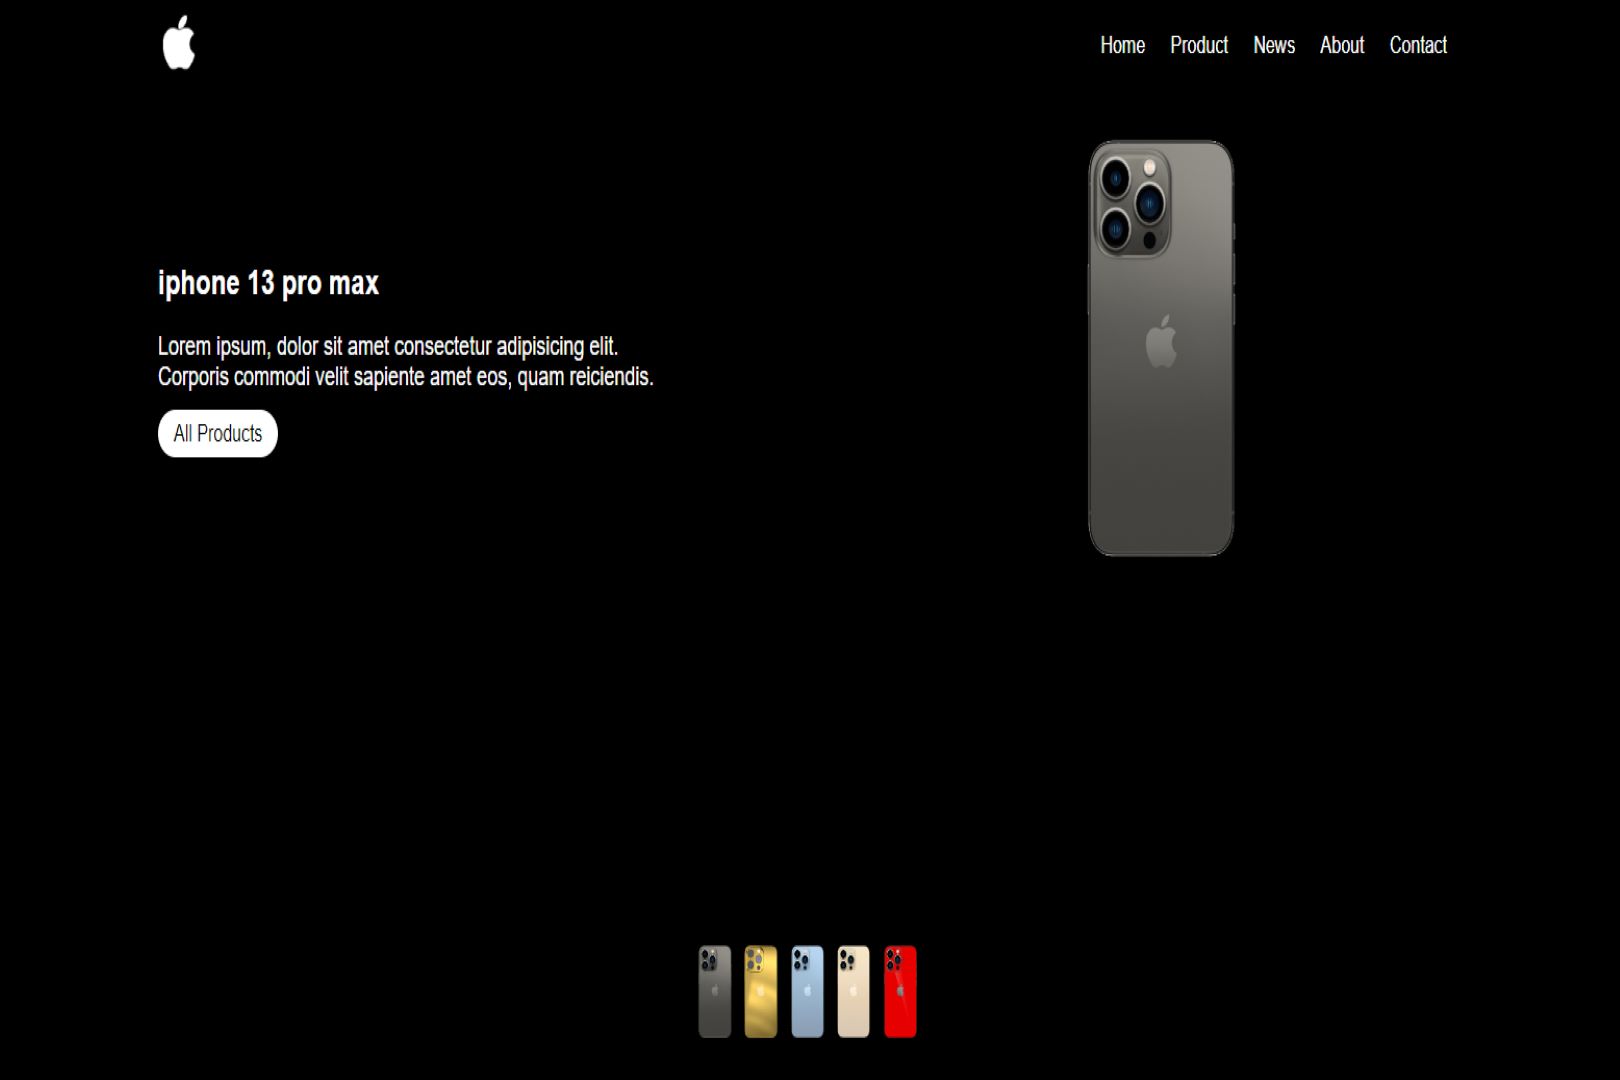 Home Product News About Contact
iphone 13 pro max
Lorem ipsum, dolor sit amet consectetur adipisicing elit.
Corporis commodi velit sapiente amet eos, quam reiciendis.
All Products